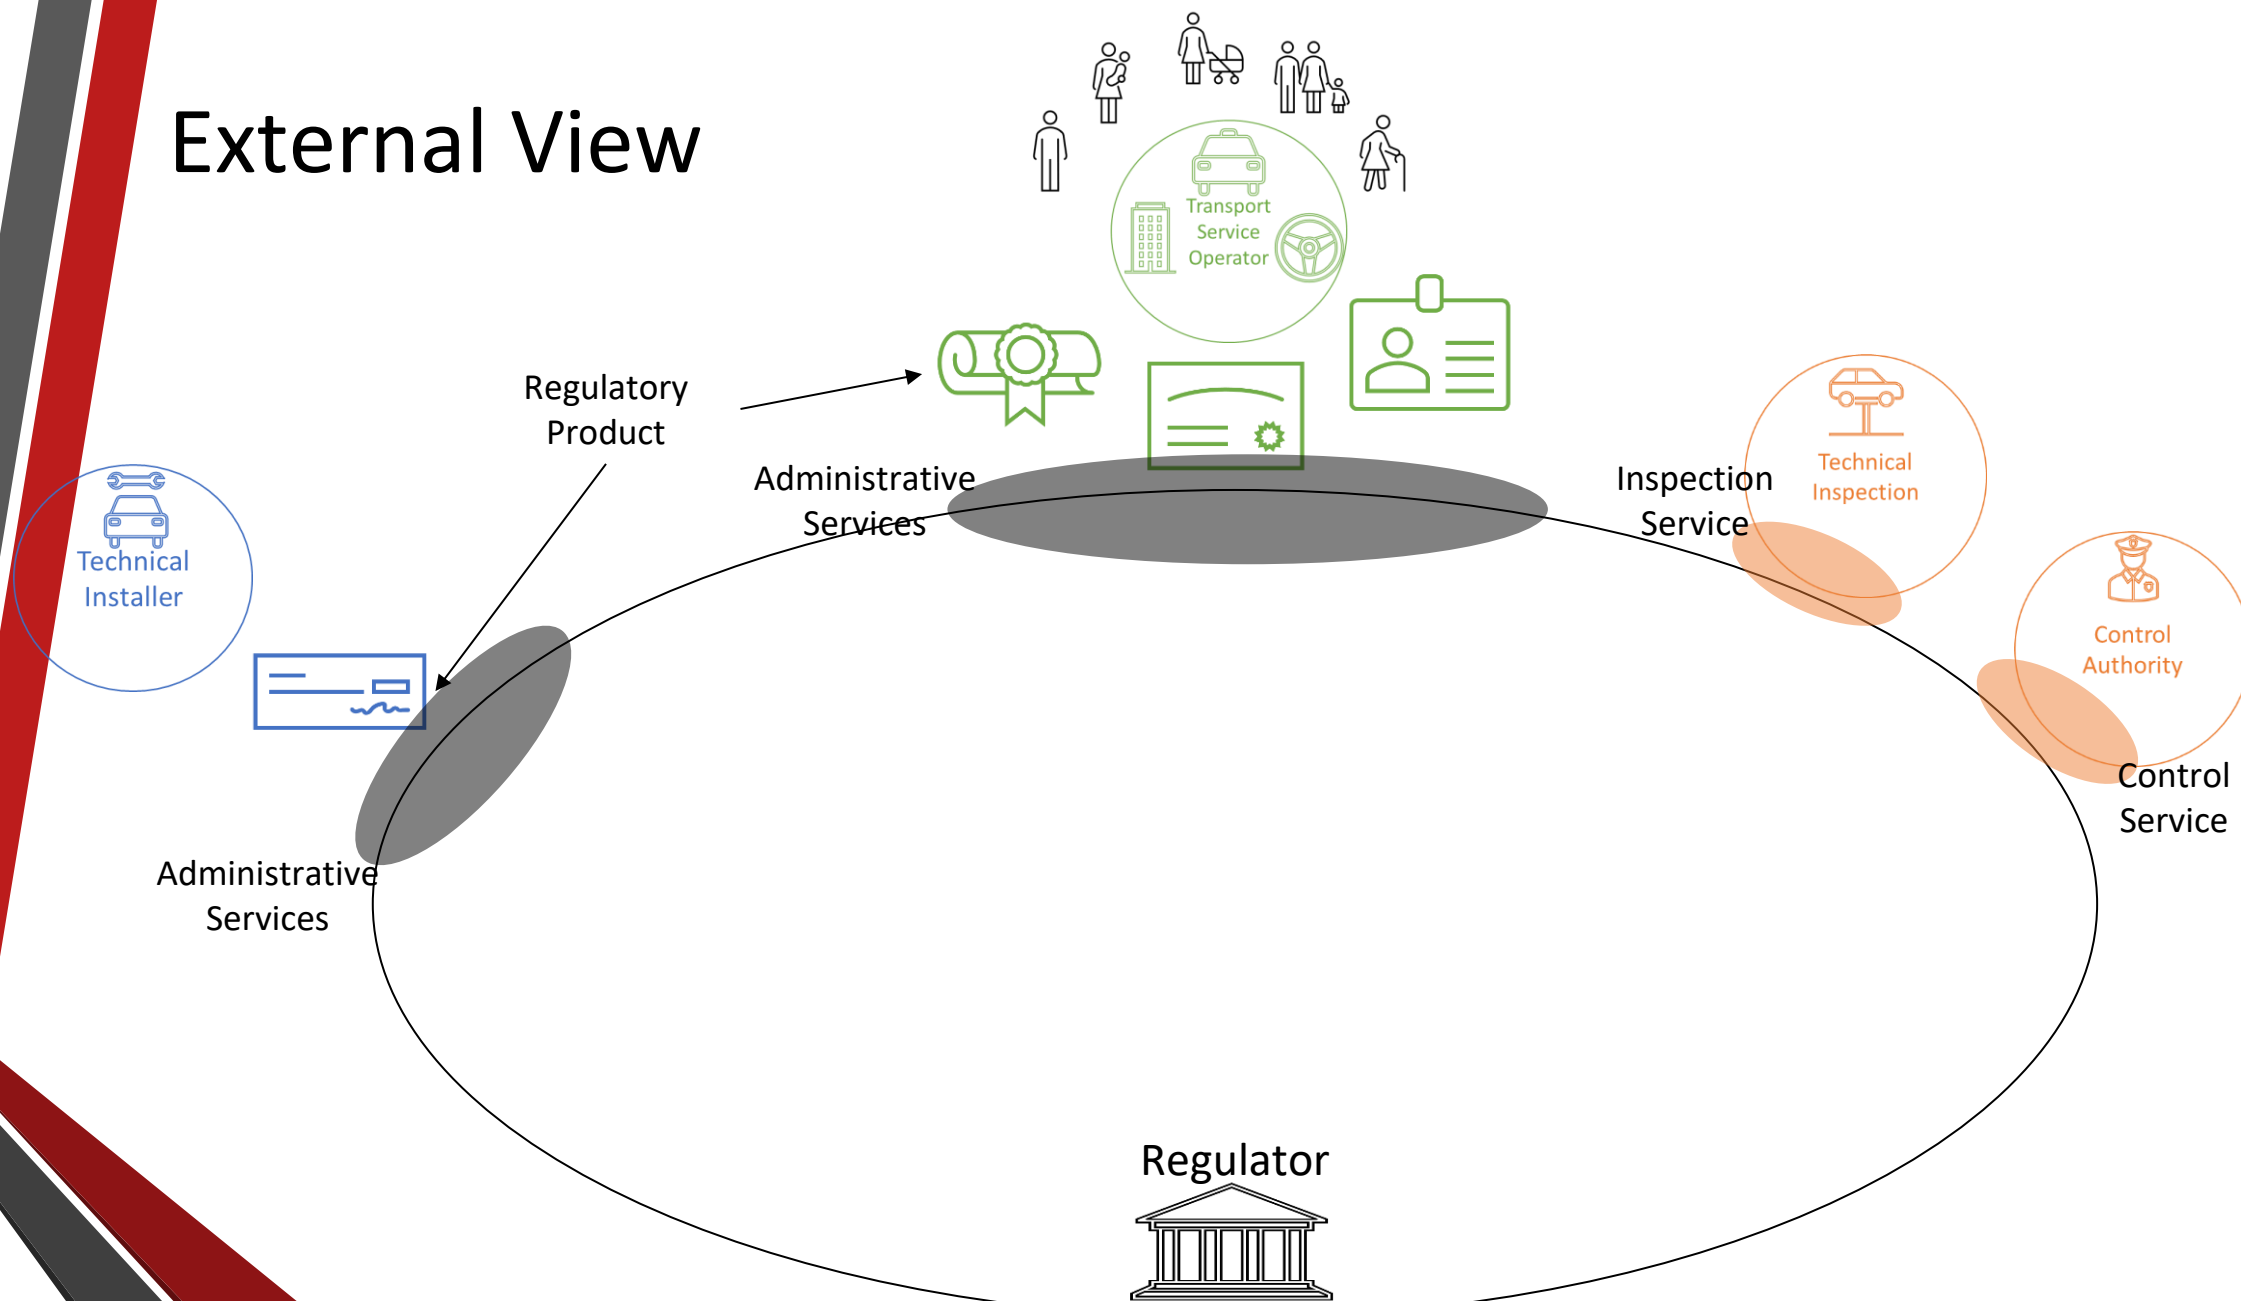 External View
Transport
Service
Operator
Regulatory
Product
Administrative
Services
Inspection
Service
Technical
Inspection
Technical
Installer
Control
Authority
Control
Service
Administrative
Services
Regulator